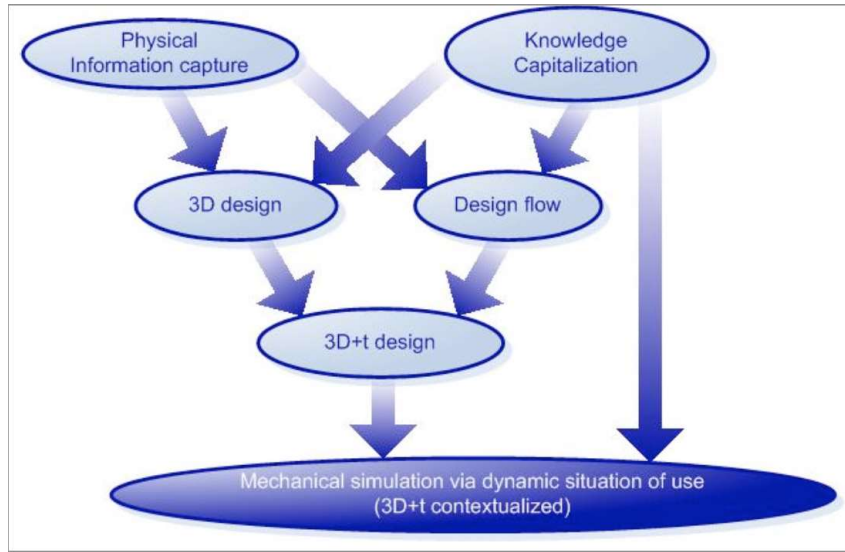 Physical
Information capture
Knowledge
Capitalization
3D design
Design flow
3D+t design
Mechanical simulation via dynamic situation of use
(3D+t contextualized)